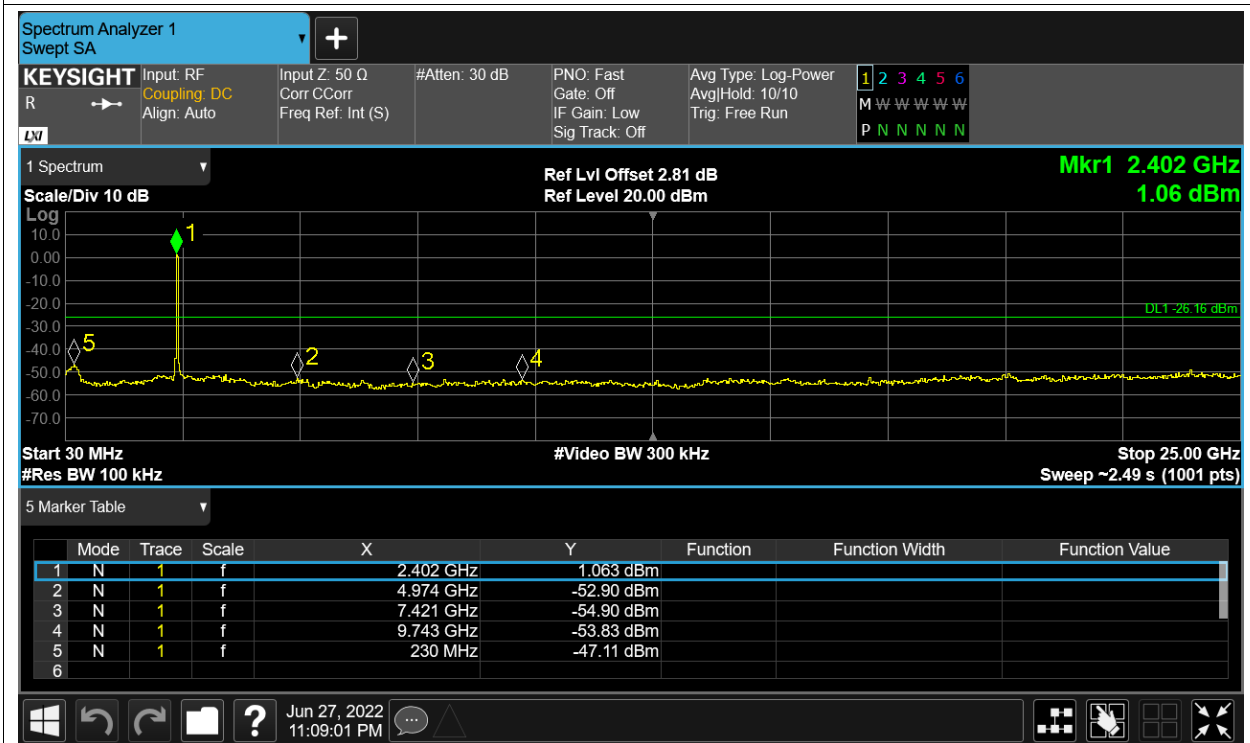 Spectrum Analyzer 1
Swept SA
+
KEYSIGHT Input: RF Input Z: 50 Ω #Atten: 30 dB PNO: Fast Avg Type: Log-Power 1 2 3 4 5 6
R Coupling: DC Corr CCorr Gate: Off Avg|Hold: 10/10 M W W W W W
Align: Auto Freq Ref: Int (S) IF Gain: Low Trig: Free Run
LXI Sig Track: Off P N N N N N
1 Spectrum Ref Lvl Offset 2.81 dB Mkr1 2.402 GHz
Scale/Div 10 dB Ref Level 20.00 dBm 1.06 dBm
Log
10.0 1
0.00
-10.0
-20.0 DL1 -26.16 dBm
-30.0
-40.0 5 2 3 4
-50.0
-60.0
-70.0
Start 30 MHz #Video BW 300 kHz Stop 25.00 GHz
#Res BW 100 kHz Sweep ~2.49 s (1001 pts)
5 Marker Table
Mode Trace Scale X Y Function Function Width Function Value
1 N 1 f 2.402 GHz 1.063 dBm
2 N 1 f 4.974 GHz -52.90 dBm
3 N 1 f 7.421 GHz -54.90 dBm
4 N 1 f 9.743 GHz -53.83 dBm
5 N 1 f 230 MHz -47.11 dBm
6
? Jun 27, 2022
11:09:01 PM